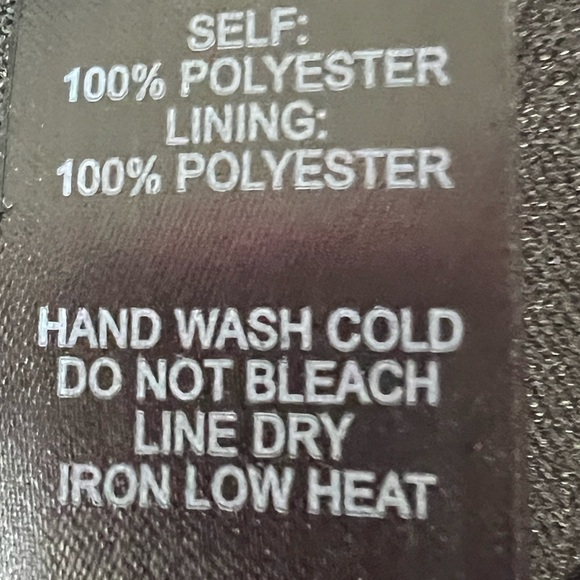 SELF:
100% POLYESTER
LINING:
100% POLYESTER
HAND WASH COLD
DO NOT BLEACH
LINE DRY
IRON LOW HEAT